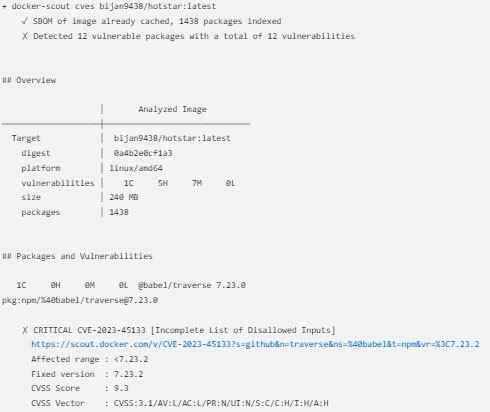 + docker-scout cves bijan9438/hotstar:latest
✓ SBOM of image already cached, 1438 packages indexed
✗ Detected 12 vulnerable packages with a total of 12 vulnerabilities
## Overview
│ Analyzed Image
Target │ bijan9438/hotstar:latest
digest │ 0a4b2e0cf1a3
platform │ linux/amd64
vulnerabilities │ 1C 5H 7M 0L
size │ 240 MB
packages │ 1438
## Packages and Vulnerabilities
1C 0H 0M 0L @babel/traverse 7.23.0
pkg:npm/%40babel/traverse@7.23.0
✗ CRITICAL CVE-2023-45133 [Incomplete List of Disallowed Inputs]
https://scout.docker.com/v/CVE-2023-45133?s=github&n=traverse&ns=%40babel&t=npm&vr=%3C7.23.2
Affected range : <7.23.2
Fixed version : 7.23.2
CVSS Score : 9.3
CVSS Vector : CVSS:3.1/AV:L/AC:L/PR:N/UI:N/S:C/C:H/I:H/A:H